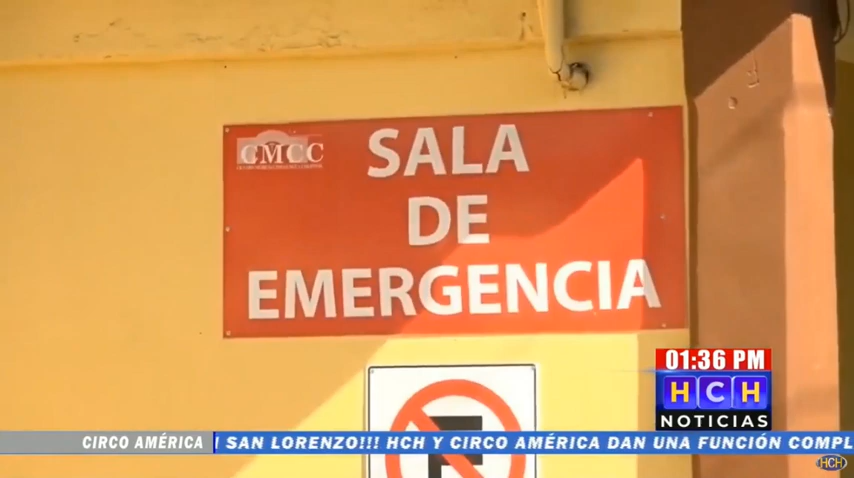 CMCC
SALA
DE
EMERGENCIA
E
01:36 PM
HCH
NOTICIAS
CIRCO AMÉRICA
SAN LORENZO!!! HCH Y CIRCO AMÉRICA DAN UNA FUNCIÓN COMPL
HCH